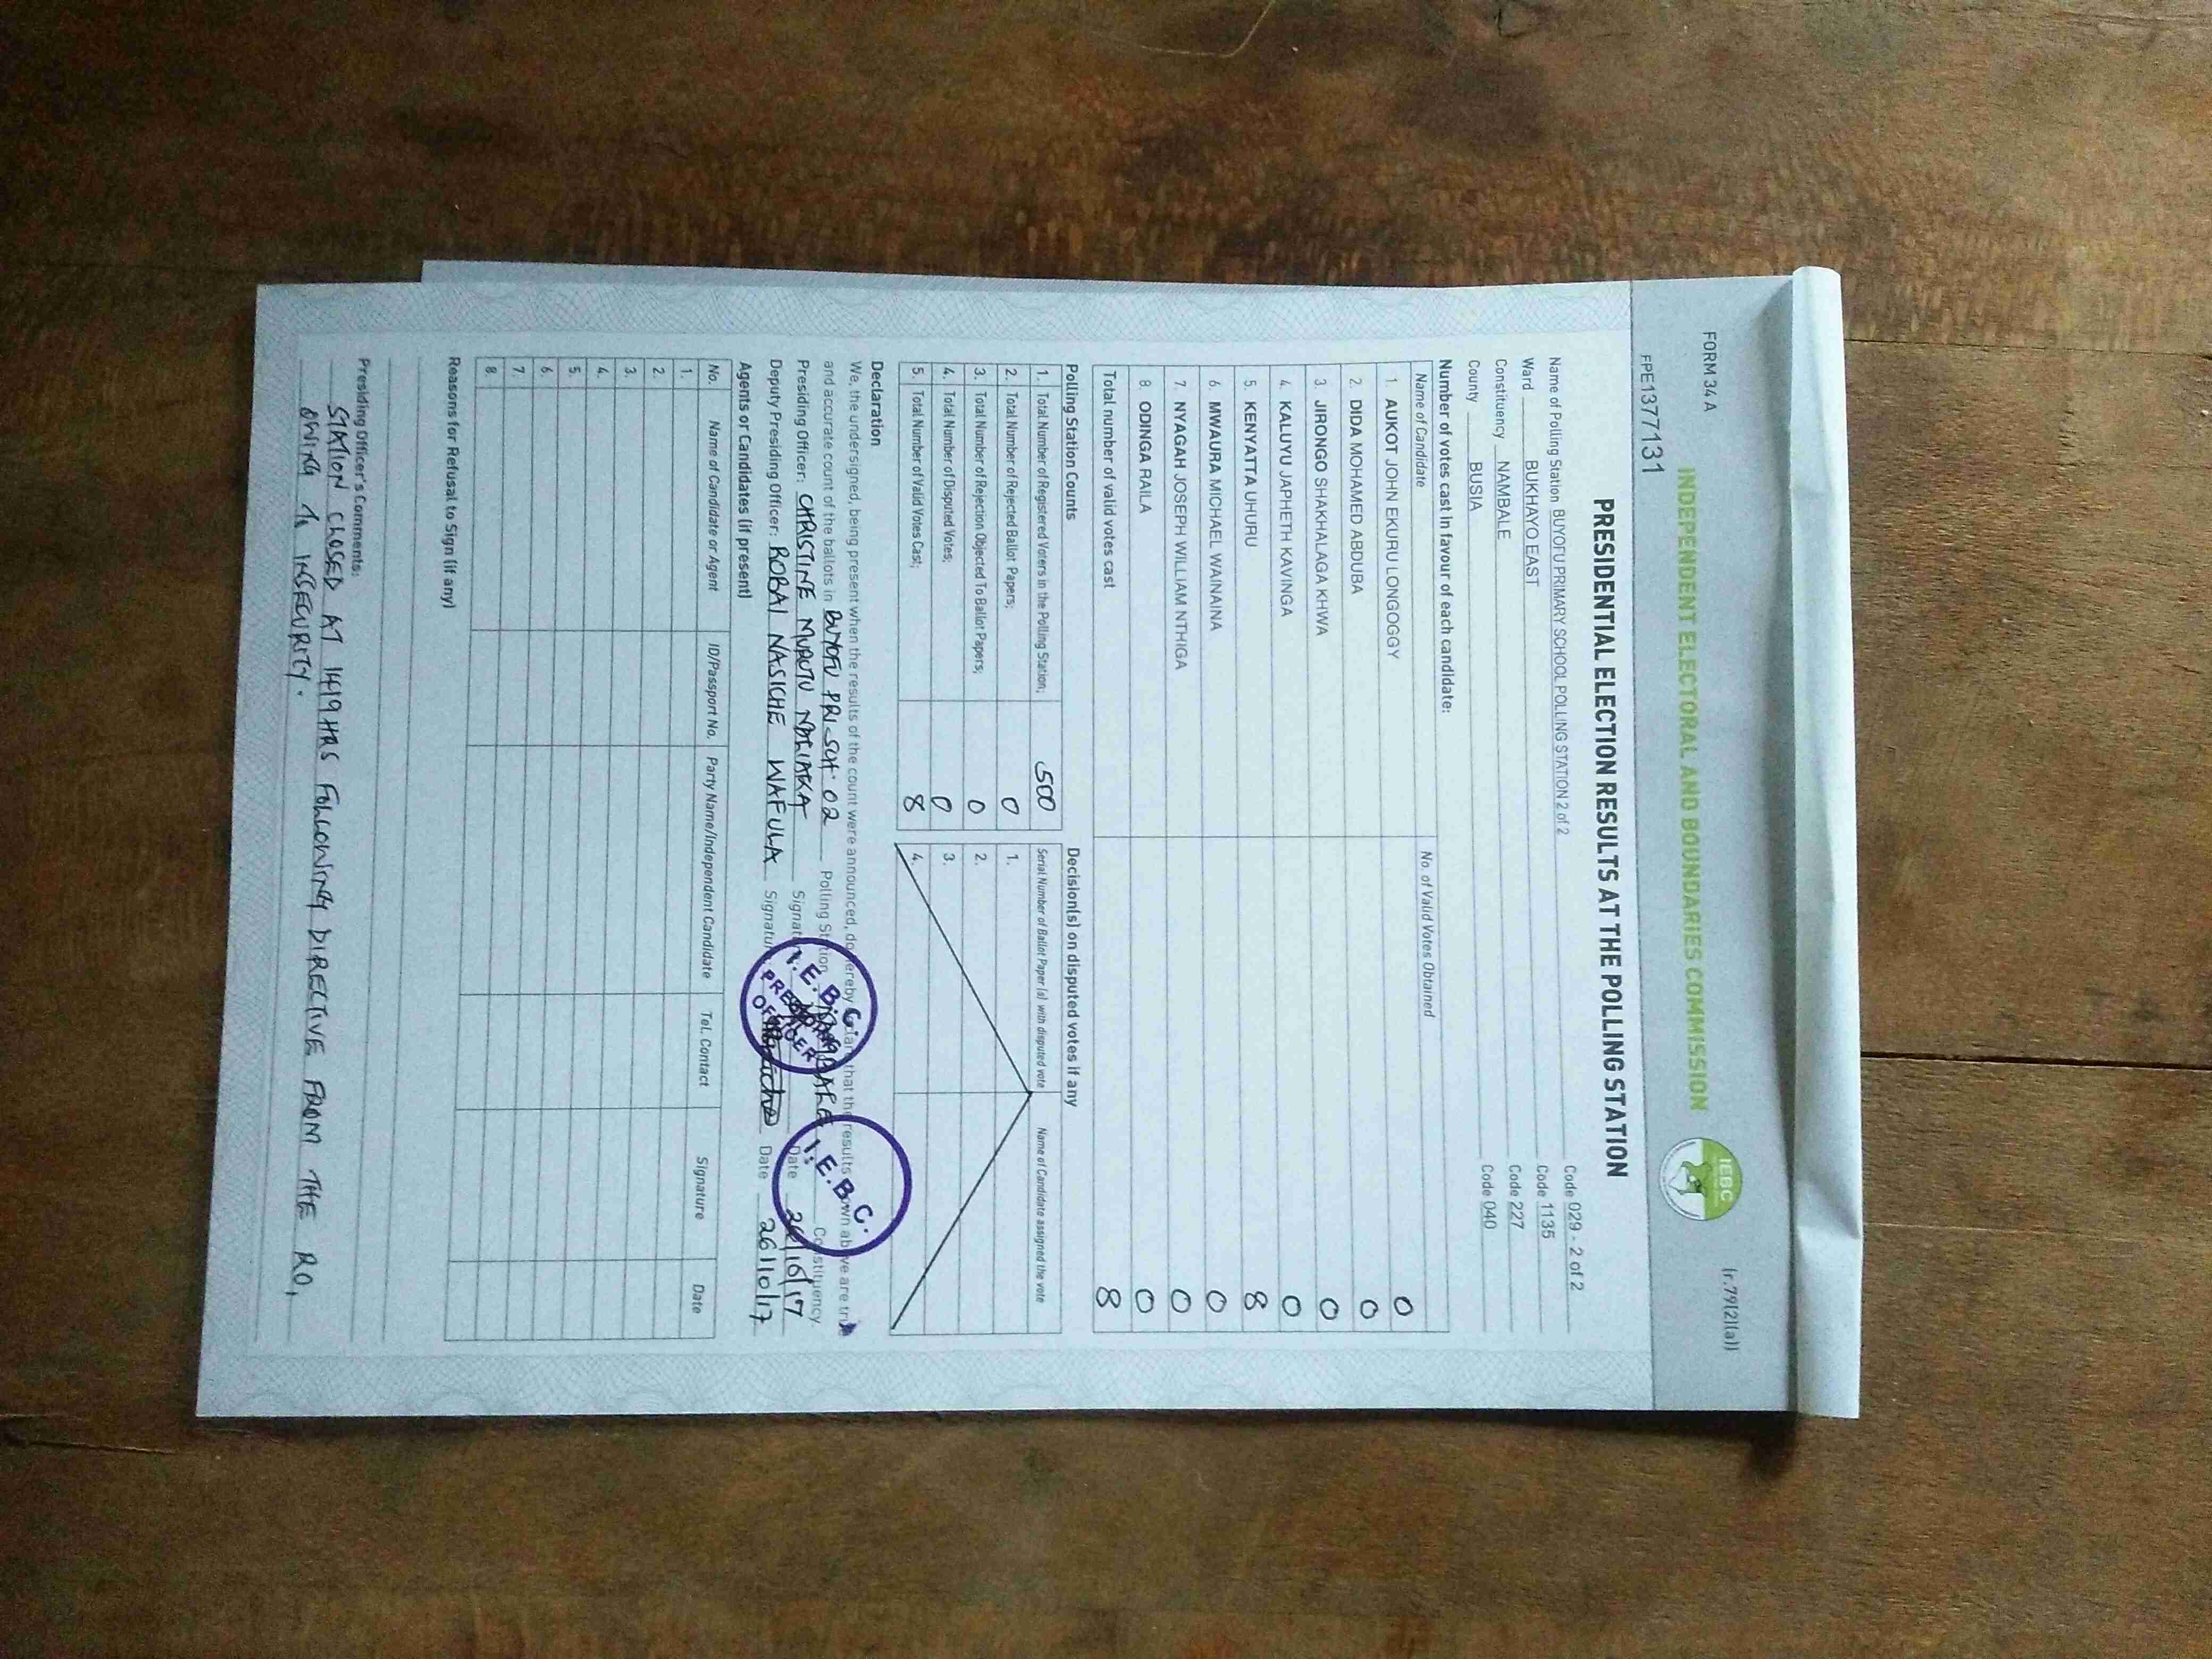 FORM 34 A
(r.79(2)(a))
INDEPENDENT ELECTORAL AND BOUNDARIES COMMISSION
IEBC
FPE1377131
PRESIDENTIAL ELECTION RESULTS AT THE POLLING STATION
Name of Polling Station BUYOFU PRIMARY SCHOOL POLLING STATION 2 of 2 Code 029 - 2 of 2
Ward BUKHAYO EAST Code 1135
Constituency NAMBALE Code 227
County BUSIA Code 040
Number of votes cast in favour of each candidate:
Name of Candidate No. of Valid Votes Obtained
1. AUKOT JOHN EKURU LONGOGGY 0
2. DIDA MOHAMED ABDUBA 0
3. JIRONGO SHAKHALAGA KHWA 0
4. KALUYU JAPHETH KAVINGA 0
5. KENYATTA UHURU 8
6. MWAURA MICHAEL WAINAINA 0
7. NYAGAH JOSEPH WILLIAM NTHIGA 0
8. ODINGA RAILA 0
Total number of valid votes cast 8
Polling Station Counts
1. Total Number of Registered Voters in the Polling Station; 500
2. Total Number of Rejected Ballot Papers; 0
3. Total Number of Rejection Objected To Ballot Papers; 0
4. Total Number of Disputed Votes; 0
5. Total Number of Valid Votes Cast; 8
Decision(s) on disputed votes if any
Serial Number of Ballot Paper (s) with disputed vote Name of Candidate assigned the vote
1.
2.
3.
4.
Declaration
We, the undersigned, being present when the results of the count were announced, do hereby declare that the results shown above are true
and accurate count of the ballots in BUYOFU PRI SCH 02 Polling Station NAMBALE Constituency.
Presiding Officer: CHRISTINE Signature Date 26/10/17
Deputy Presiding Officer: ROBAI NASICHE WAFULA Signature Date 26/10/17
I.E.B.C.
PRESIDING
OFFICER
I.E.B.C.
Agents or Candidates (if present)
No. Name of Candidate or Agent ID/Passport No. Party Name/Independent Candidate Tel. Contact Signature Date
1.
2.
3.
4.
5.
6.
7.
8.
Reasons for Refusal to Sign (if any)
Presiding Officer's Comments:
STATION CLOSED AT 1419HRS FOLLOWING DIRECTIVE FROM THE RO,
OWING TO INSECURITY.